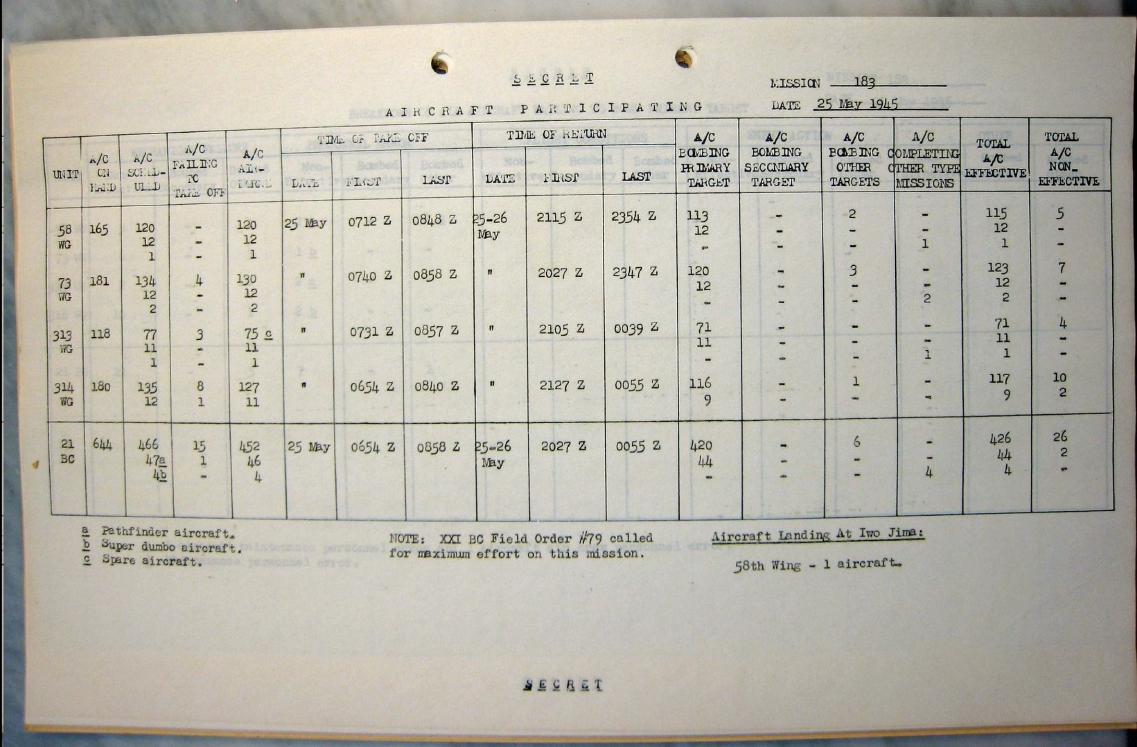 SECRET
MISSION 183
AIRCRAFT PARTICIPATING
DATE 25 May 1945
UNIT A/C ON HAND A/C SCHEDULED A/C FAILING TO TAKE OFF A/C AIRBORNE TIME OF TAKE OFF DATE FIRST LAST TIME OF RETURN DATE FIRST LAST A/C BOMBING PRIMARY TARGET A/C BOMBING SECONDARY TARGET A/C BOMBING OTHER TARGETS A/C COMPLETING OTHER TYPE MISSIONS TOTAL A/C EFFECTIVE TOTAL A/C NON_ EFFECTIVE
58 165 120 - 120 25 May 0712 Z 0848 Z 25-26 2115 Z 2354 Z 113 - 2 - 115 5
WG 12 - 12 May 12 - - - 12 -
1 - 1 - - - 1 1 -
73 181 134 4 130 " 0740 Z 0858 Z " 2027 Z 2347 Z 120 - 3 - 123 7
WG 12 - 12 12 - - - 12 -
2 - 2 - - - 2 2 -
313 118 77 3 75 c " 0731 Z 0857 Z " 2105 Z 0039 Z 71 - - - 71 4
WG 11 - 11 11 - - - 11 -
1 - 1 - - - 1 1 -
314 180 135 8 127 " 0654 Z 0840 Z " 2127 Z 0055 Z 116 - 1 - 117 10
WG 12 1 11 9 - - - 9 2
21 644 466 15 452 25 May 0654 Z 0858 Z 25-26 2027 Z 0055 Z 420 - 6 - 426 26
BC 47a 1 46 May 44 - - - 44 2
4b - 4 - - - 4 4 -
a Pathfinder aircraft.
b Super dumbo aircraft.
c Spare aircraft.
NOTE: XXI BC Field Order #79 called
for maximum effort on this mission.
Aircraft Landing At Iwo Jima:
58th Wing - 1 aircraft.
SECRET